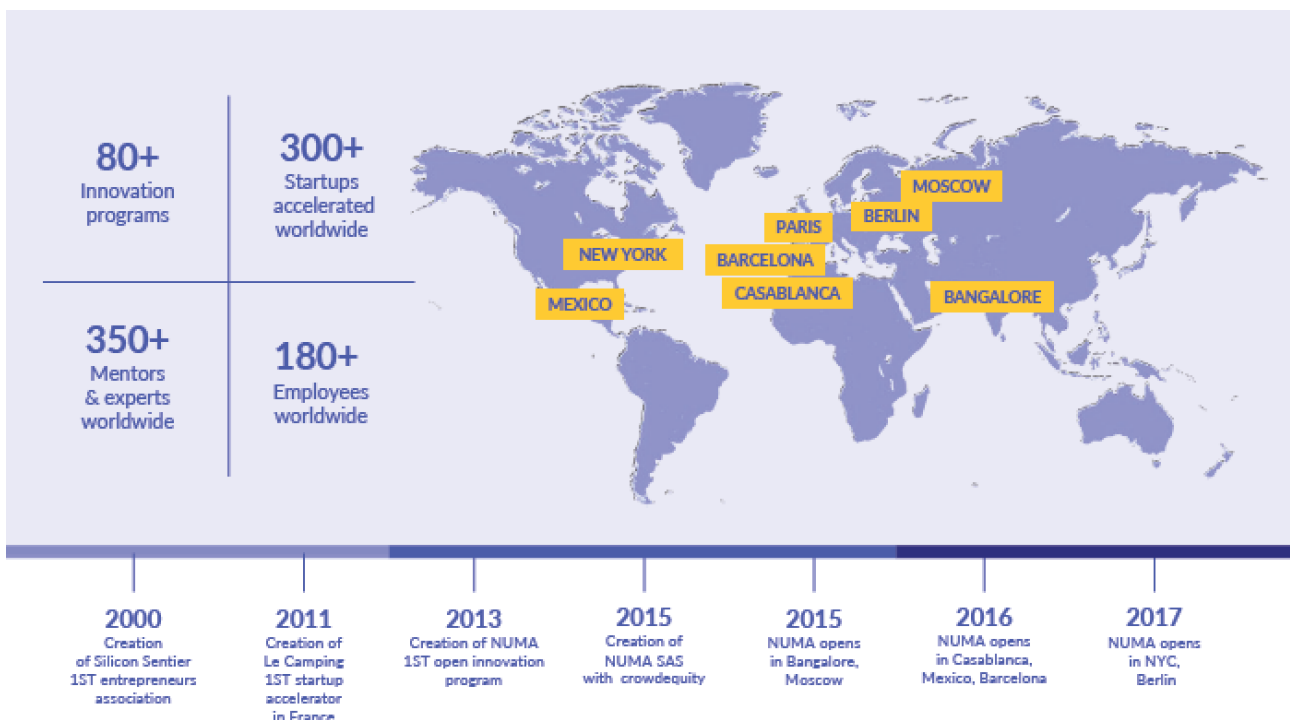 80+
Innovation
programs
300+
Startups
accelerated
worldwide
350+
Mentors
& experts
worldwide
180+
Employees
worldwide
MOSCOW
BERLIN
PARIS
NEW YORK
BARCELONA
CASABLANCA
MEXICO
BANGALORE
2000
Creation
of Silicon Sentier
1ST entrepreneurs
association
2011
Creation of
Le Camping
1ST startup
accelerator
in France
2013
Creation of NUMA
1ST open innovation
program
2015
Creation of
NUMA SAS
with crowdequity
2015
NUMA opens
in Bangalore,
Moscow
2016
NUMA opens
in Casablanca,
Mexico, Barcelona
2017
NUMA opens
in NYC,
Berlin